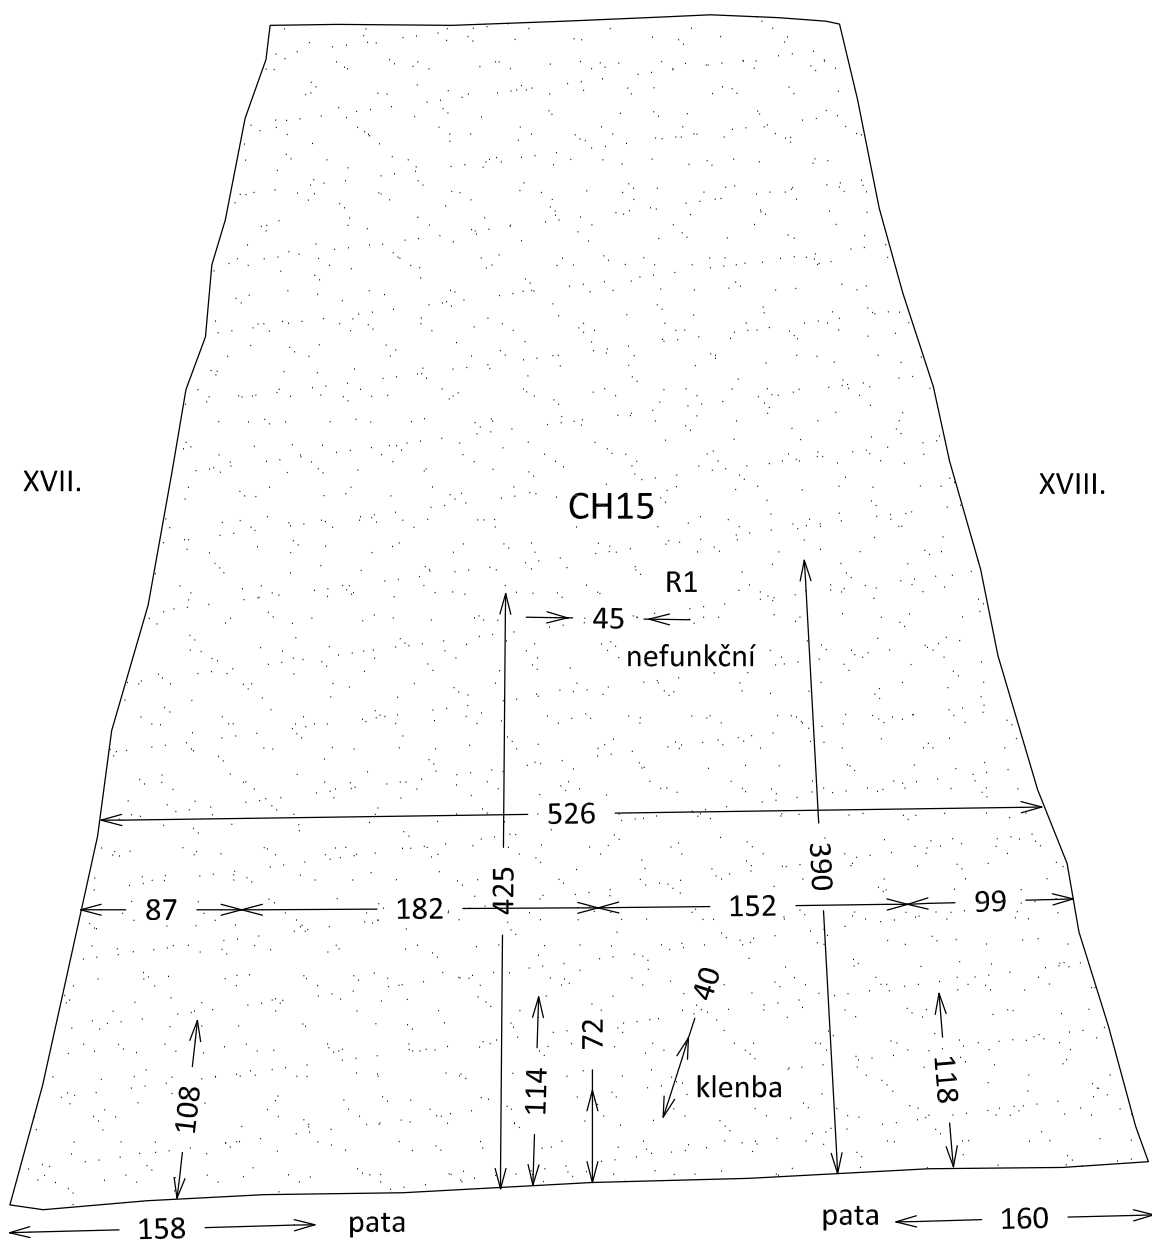 XVII.
XVIII.
CH15
R1
45
nefunkční
526
425
390
87
182
152
99
40
72
114
klenba
118
108
158
pata
pata
160